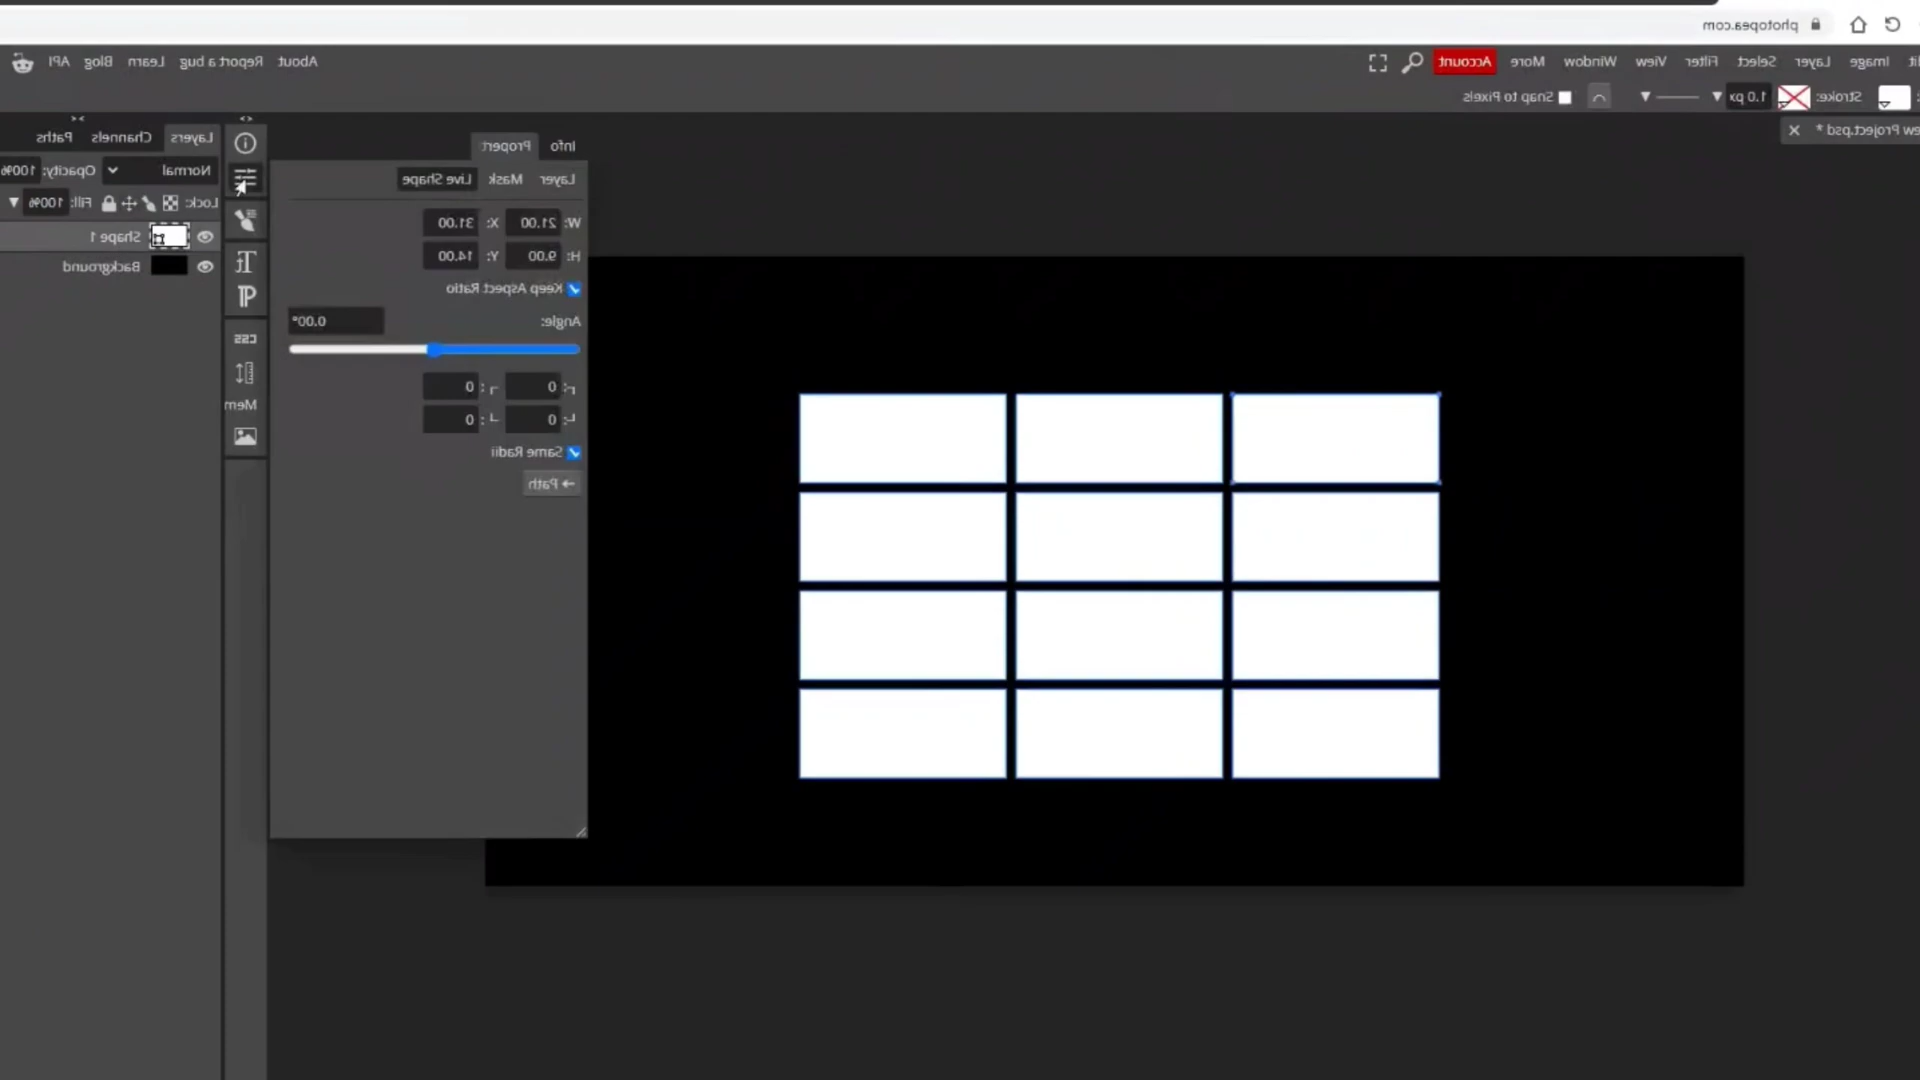 photopea.com
it Image Layer Select Filter View Window More Account
About Report a bug Learn Blog API
Stroke: 1.0 px Snap to Pixels
ew Project.psd *
Info Propert
Layer Mask Live Shape
W: 21.00 X: 31.00
H: 9.00 Y: 14.00
Keep Aspect Ratio
Angle: 0.00°
0 0
0 0
Same Radii
Path
CSS
Mem
Layers Channels Paths
Normal Opacity: 100%
Lock: Fill: 100%
Shape 1
Background